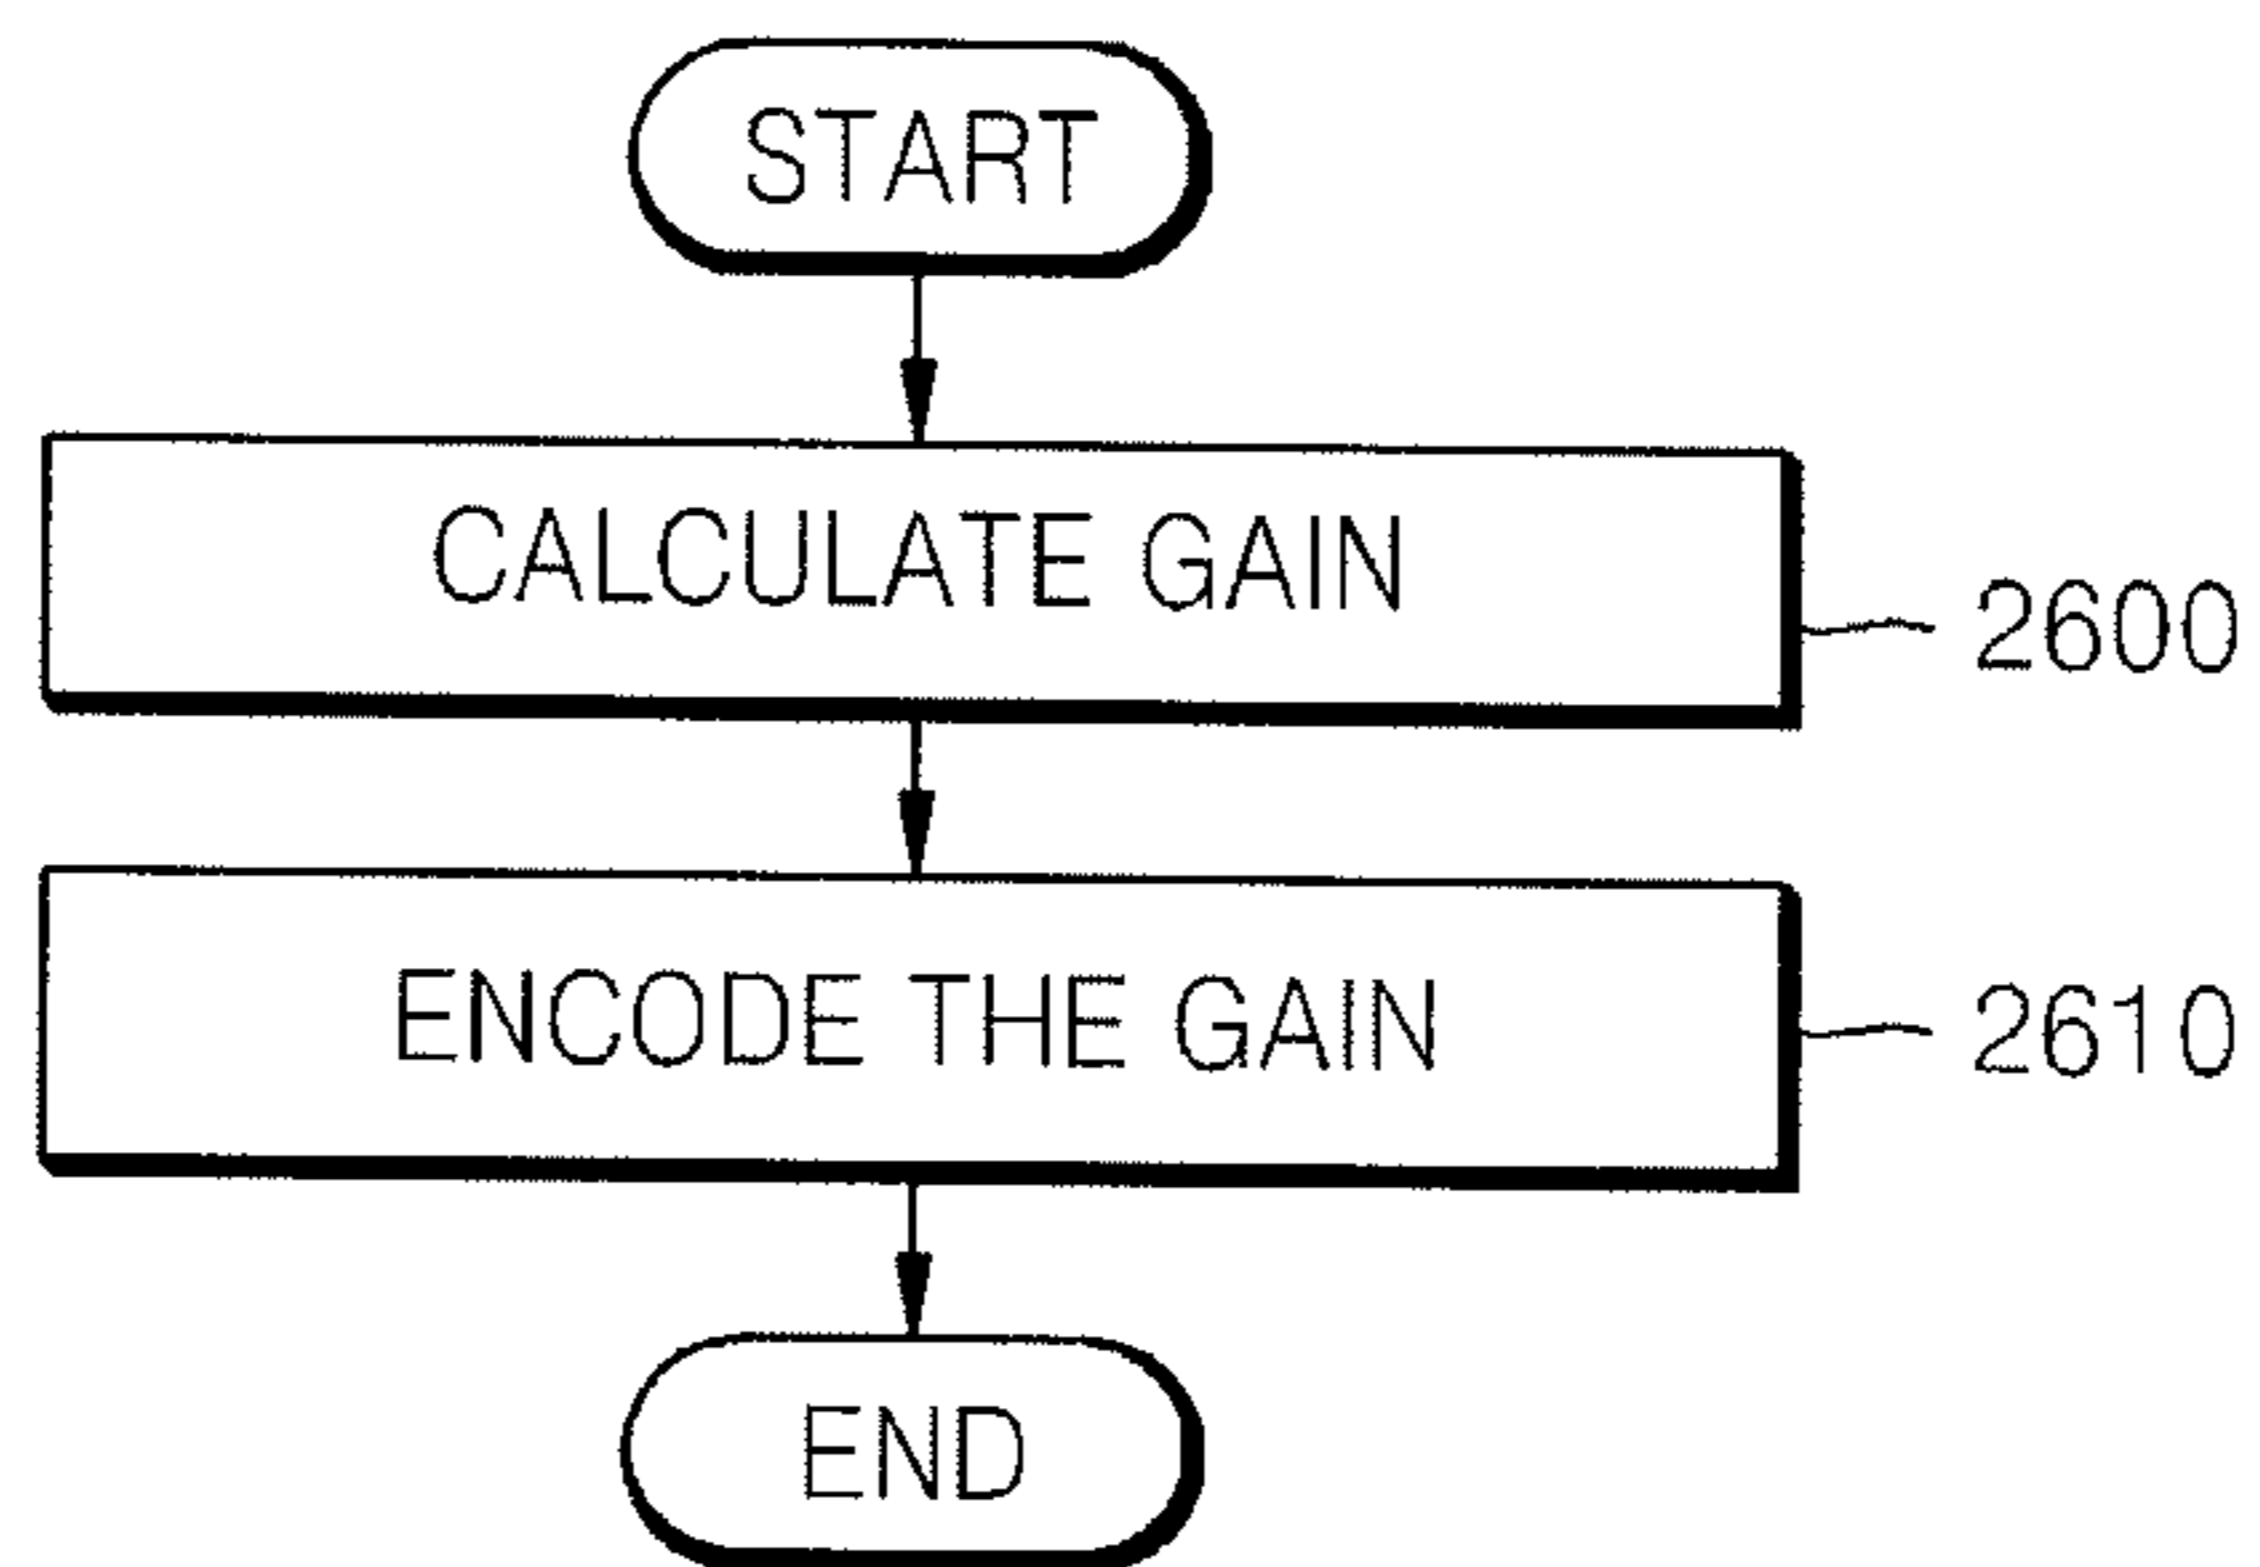 START
CALCULATE GAIN
2600
ENCODE THE GAIN
2610
END